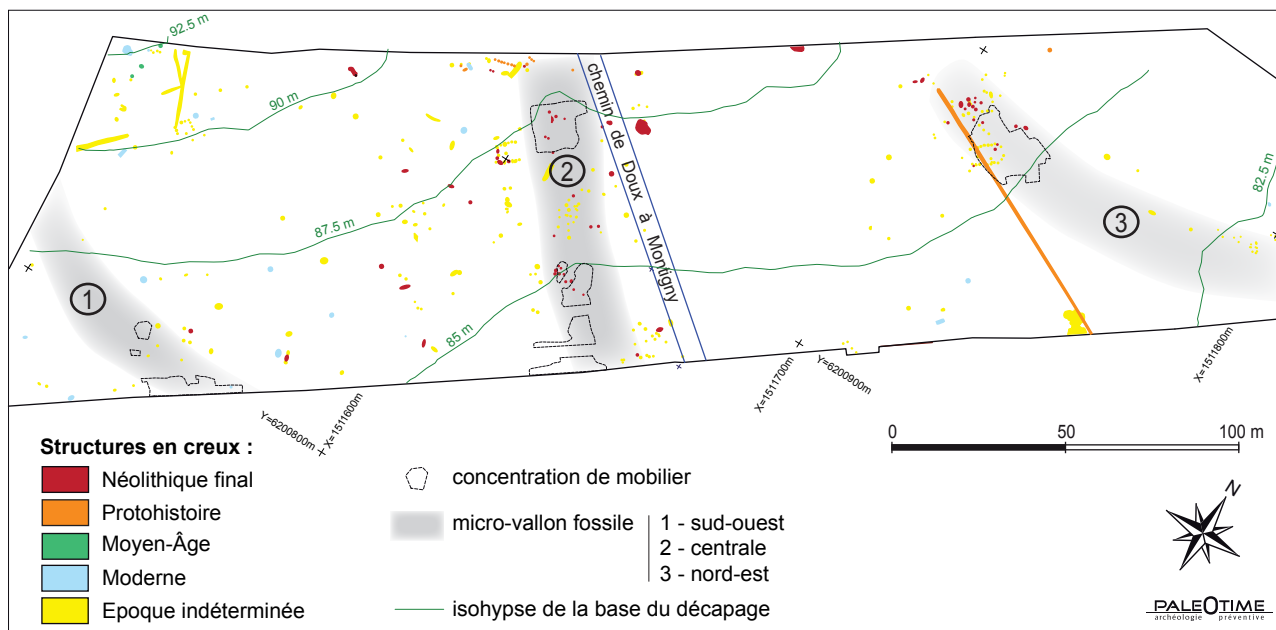 92.5 m
90 m
87.5 m
85 m
82.5 m
chemin de Doux à Montigny
1
2
3
Y=6200800m
X=1511600m
X=1511700m
Y=6200900m
X=1511800m
0 50 100 m
Structures en creux :
Néolithique final
Protohistoire
Moyen-Âge
Moderne
Epoque indéterminée
concentration de mobilier
micro-vallon fossile
1 - sud-ouest
2 - centrale
3 - nord-est
isohypse de la base du décapage
N
PALEOTIME
archéologie préventive